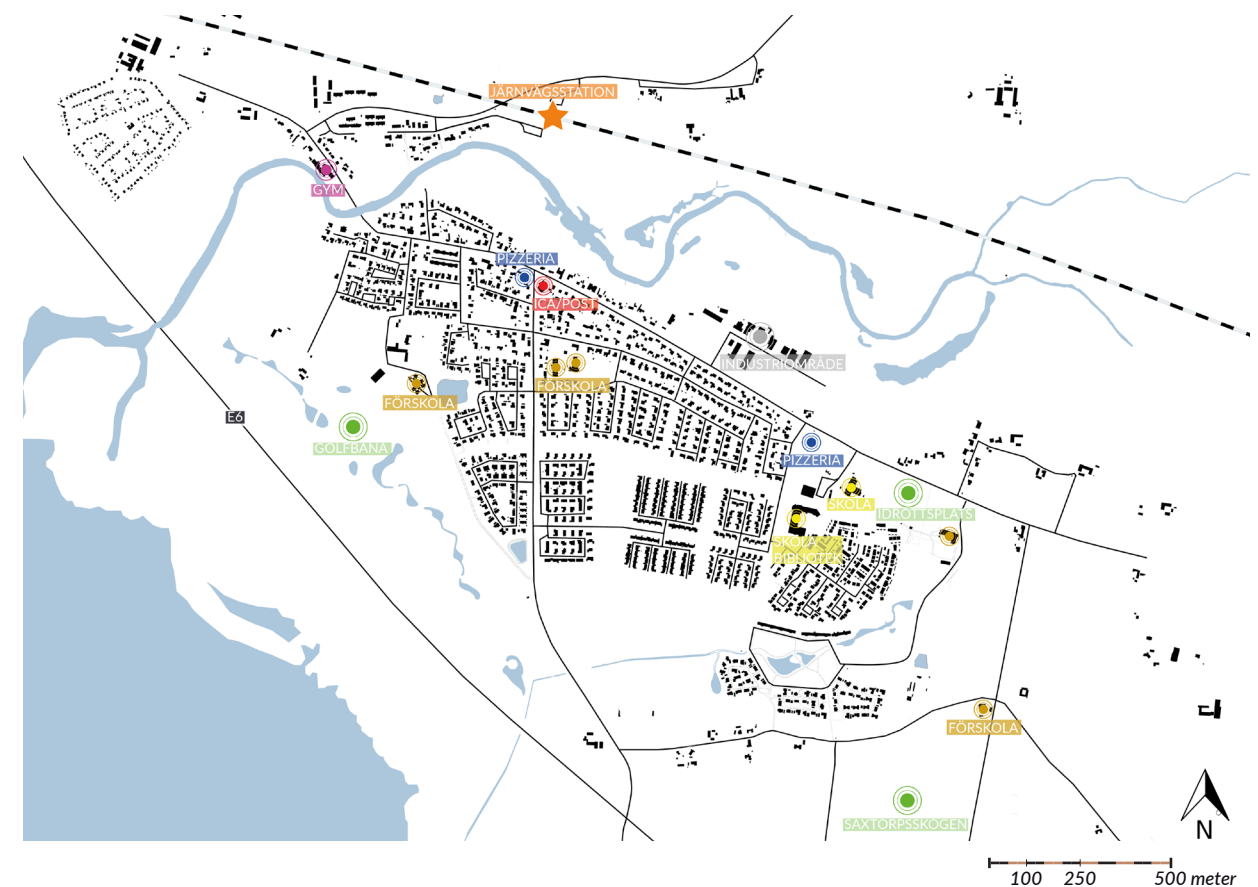 JÄRNVÄGSSTATION
GYM
PIZZERIA
ICA/POST
INDUSTRIOMRÅDE
FÖRSKOLA
FÖRSKOLA
E6
GOLFBANA
PIZZERIA
SKOLA
IDROTTSPLATS
SKOLA
BIBLIOTEK
FÖRSKOLA
SAXTORPSSKOGEN
N
100 250 500 meter